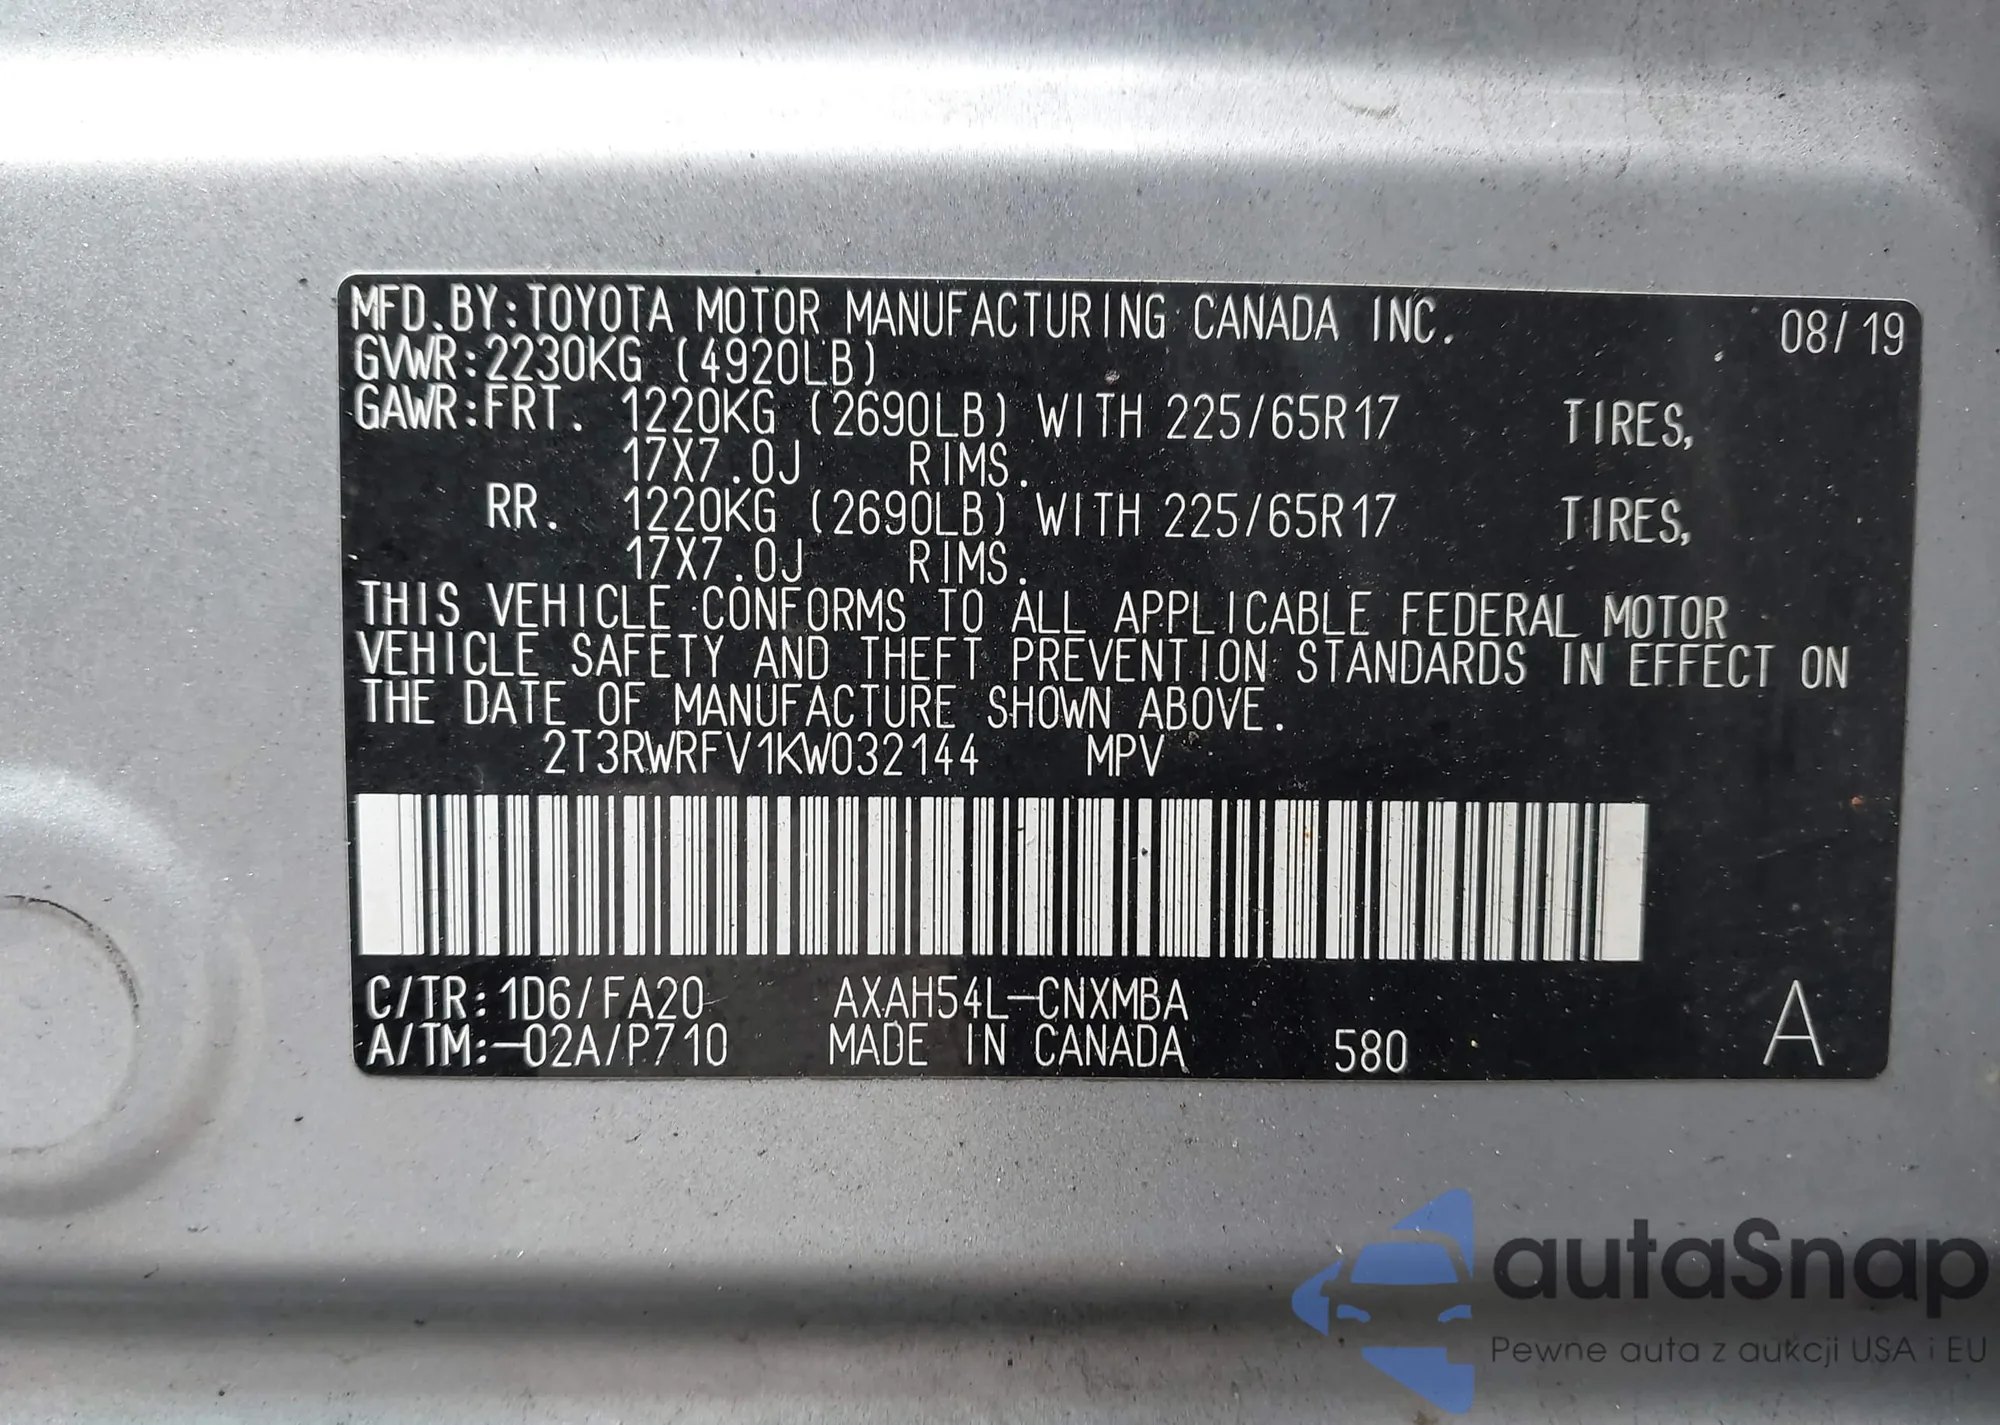 MFD.BY:TOYOTA MOTOR MANUFACTURING CANADA INC. 08/19
GVWR:2230KG (4920LB)
GAWR:FRT. 1220KG (2690LB) WITH 225/65R17 TIRES,
17X7.0J RIMS.
RR. 1220KG (2690LB) WITH 225/65R17 TIRES,
17X7.0J RIMS.
THIS VEHICLE CONFORMS TO ALL APPLICABLE FEDERAL MOTOR
VEHICLE SAFETY AND THEFT PREVENTION STANDARDS IN EFFECT ON
THE DATE OF MANUFACTURE SHOWN ABOVE.
2T3RWRFV1KW032144 MPV
C/TR:1D6/FA20 AXAH54L-CNXMBA
A/TM:-02A/P710 MADE IN CANADA 580 A
autaSnap
Pewne auta z aukcji USA i EU